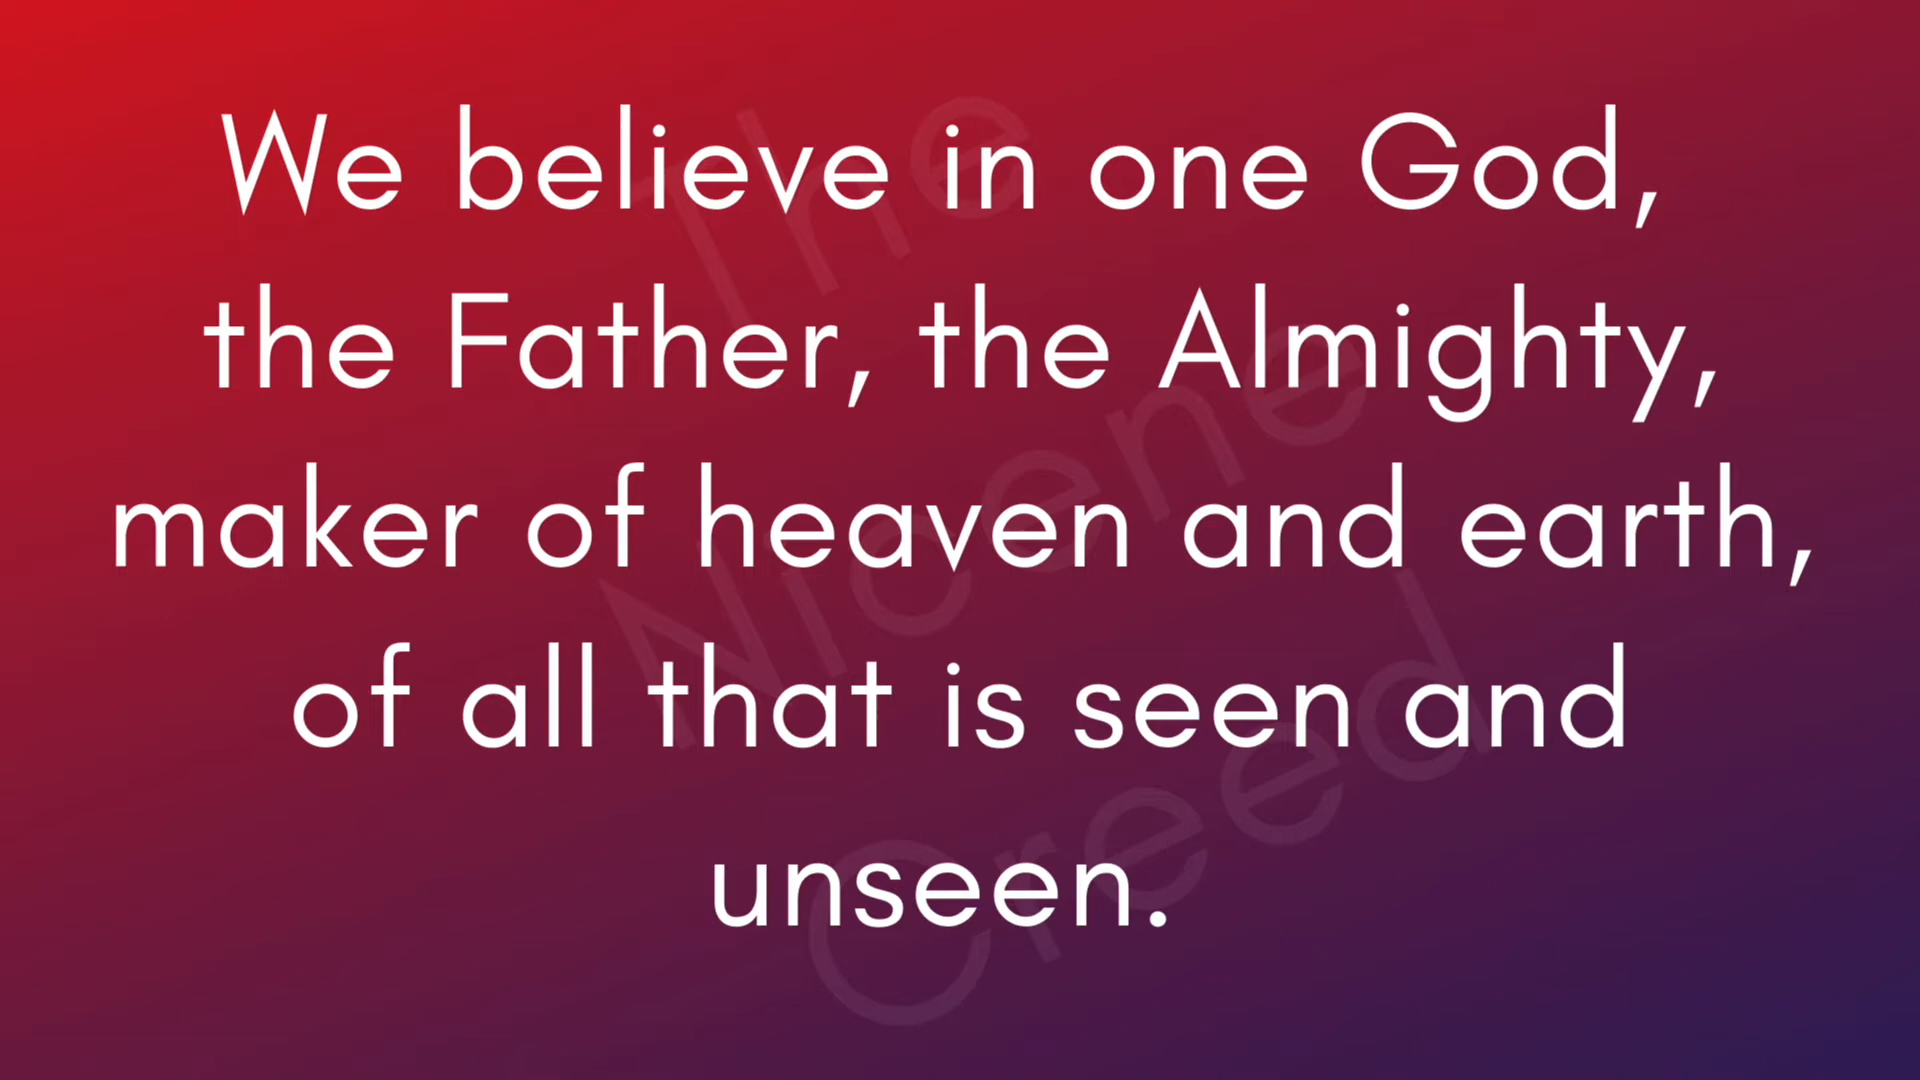 We believe in one God,
the Father, the Almighty,
maker of heaven and earth,
of all that is seen and
unseen.
The
Nicene
Creed